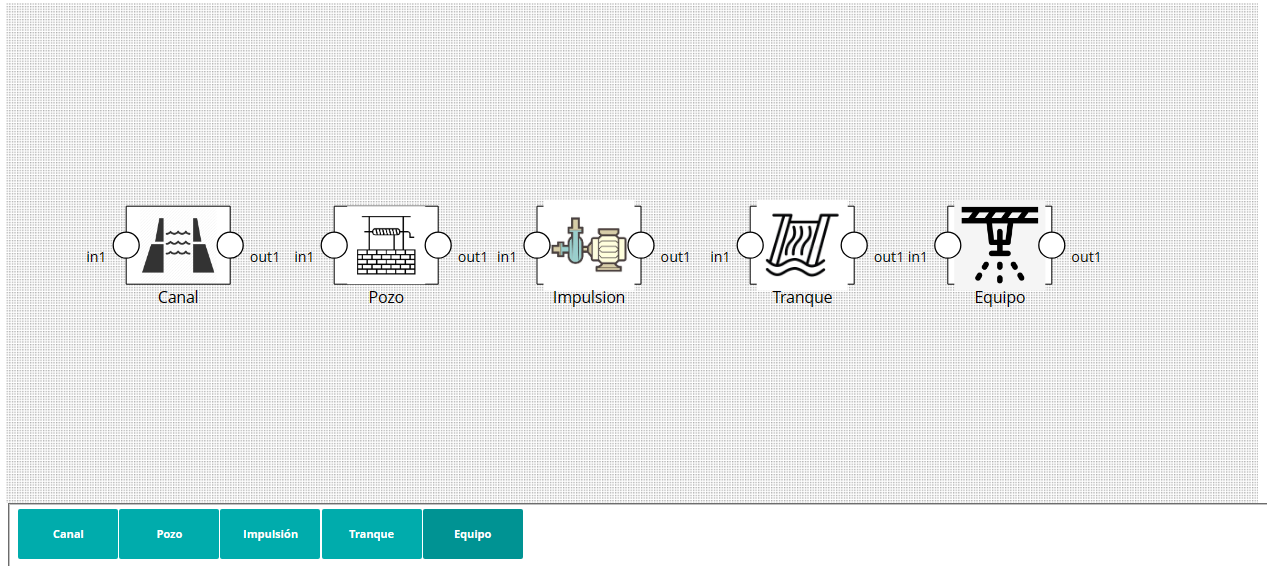 in1 out1 in1 out1 in1 out1 in1 out1 in1 out1
Canal Pozo Impulsion Tranque Equipo
Canal Pozo Impulsión Tranque Equipo